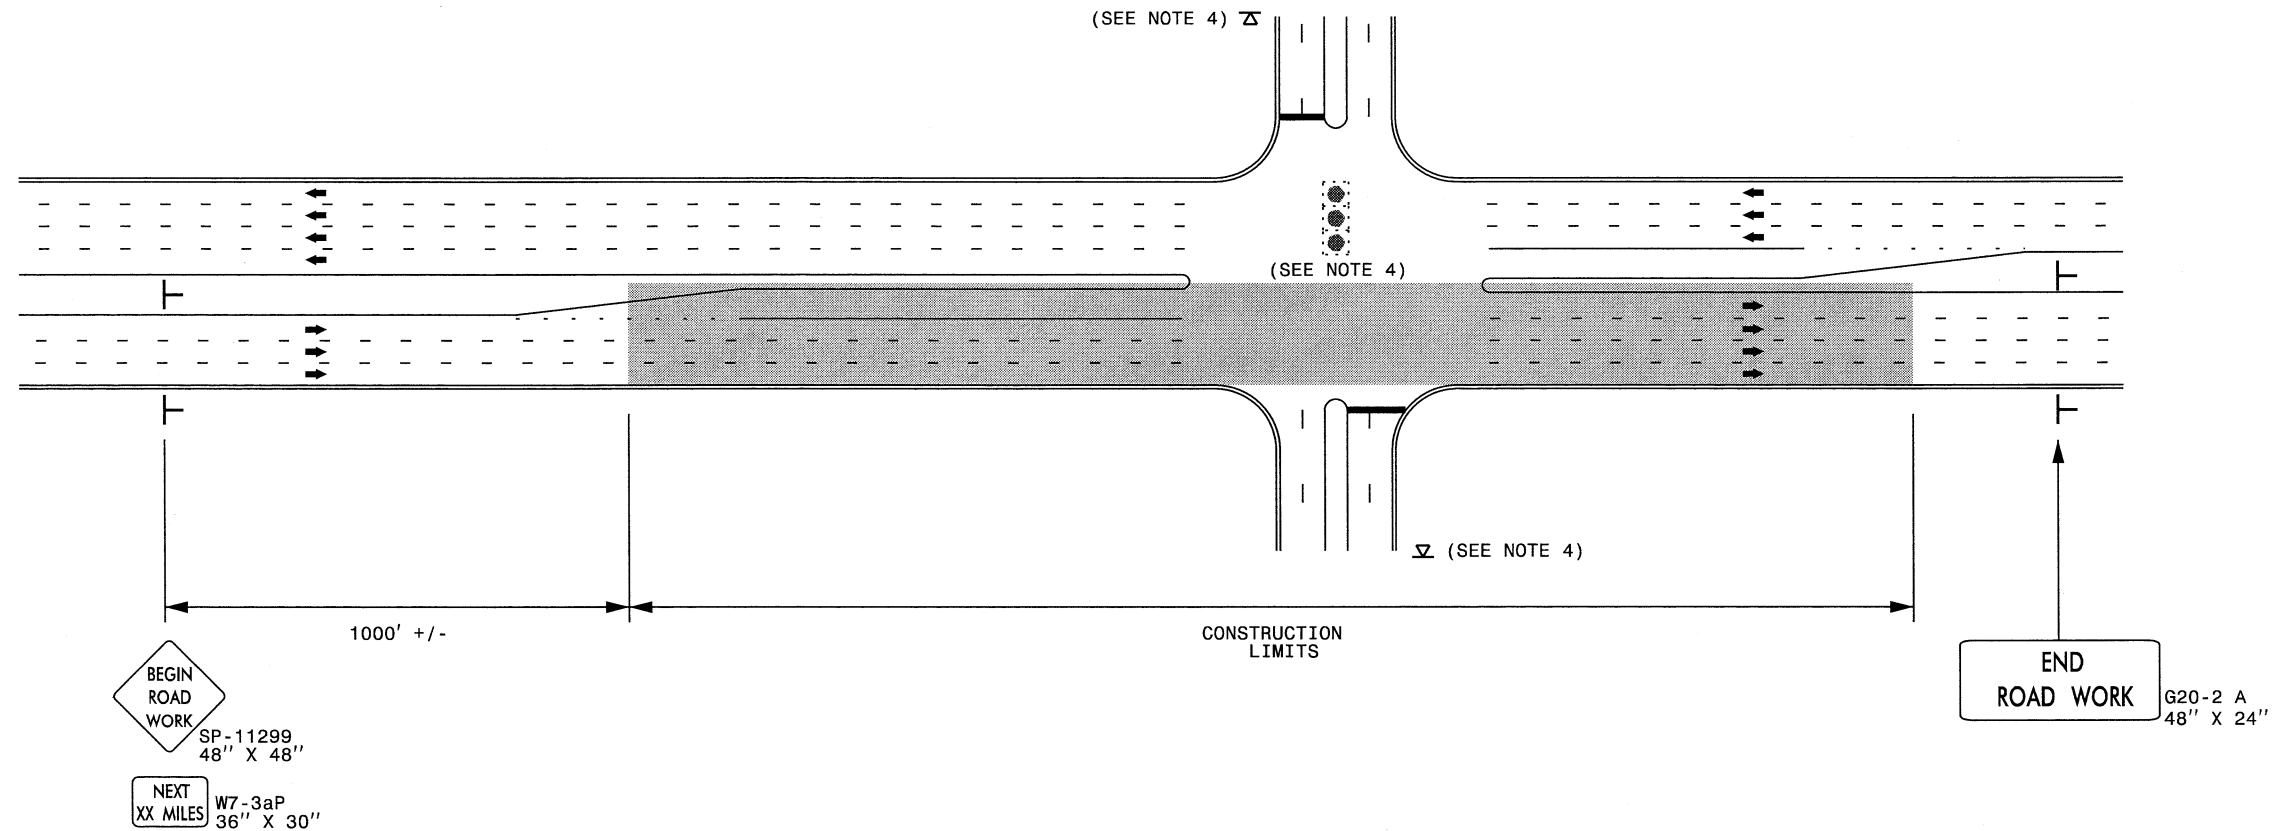 (SEE NOTE 4)
(SEE NOTE 4)
(SEE NOTE 4)
1000' +/-
CONSTRUCTION
LIMITS
BEGIN
ROAD
WORK
SP-11299
48" X 48"
NEXT
XX MILES
W7-3aP
36" X 30"
END
ROAD WORK
G20-2 A
48" X 24"